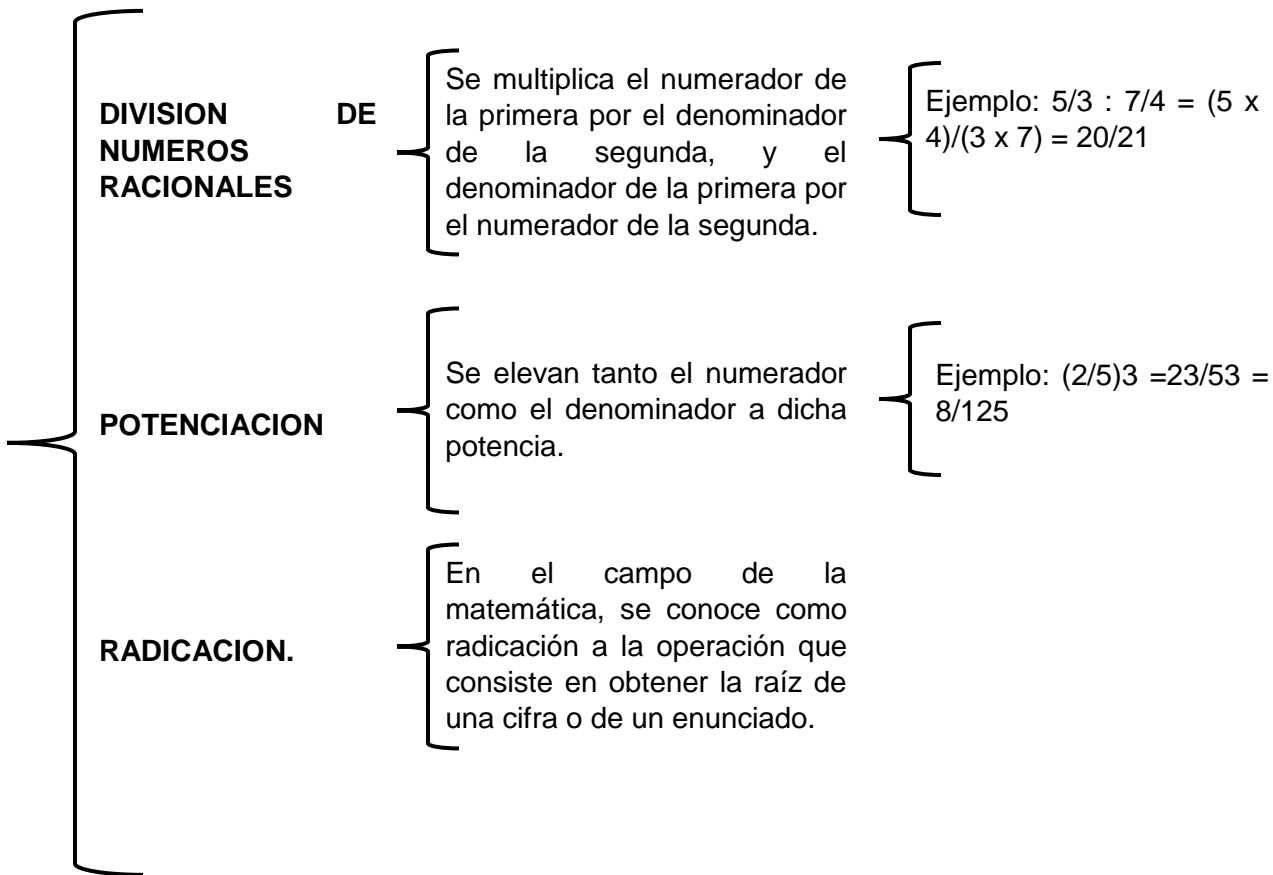 DIVISION DE
NUMEROS
RACIONALES
Se multiplica el numerador de
la primera por el denominador
de la segunda, y el
denominador de la primera por
el numerador de la segunda.
Ejemplo: 5/3 : 7/4 = (5 x
4)/(3 x 7) = 20/21
POTENCIACION
Se elevan tanto el numerador
como el denominador a dicha
potencia.
Ejemplo: (2/5)3 =23/53 =
8/125
RADICACION.
En el campo de la
matemática, se conoce como
radicación a la operación que
consiste en obtener la raíz de
una cifra o de un enunciado.